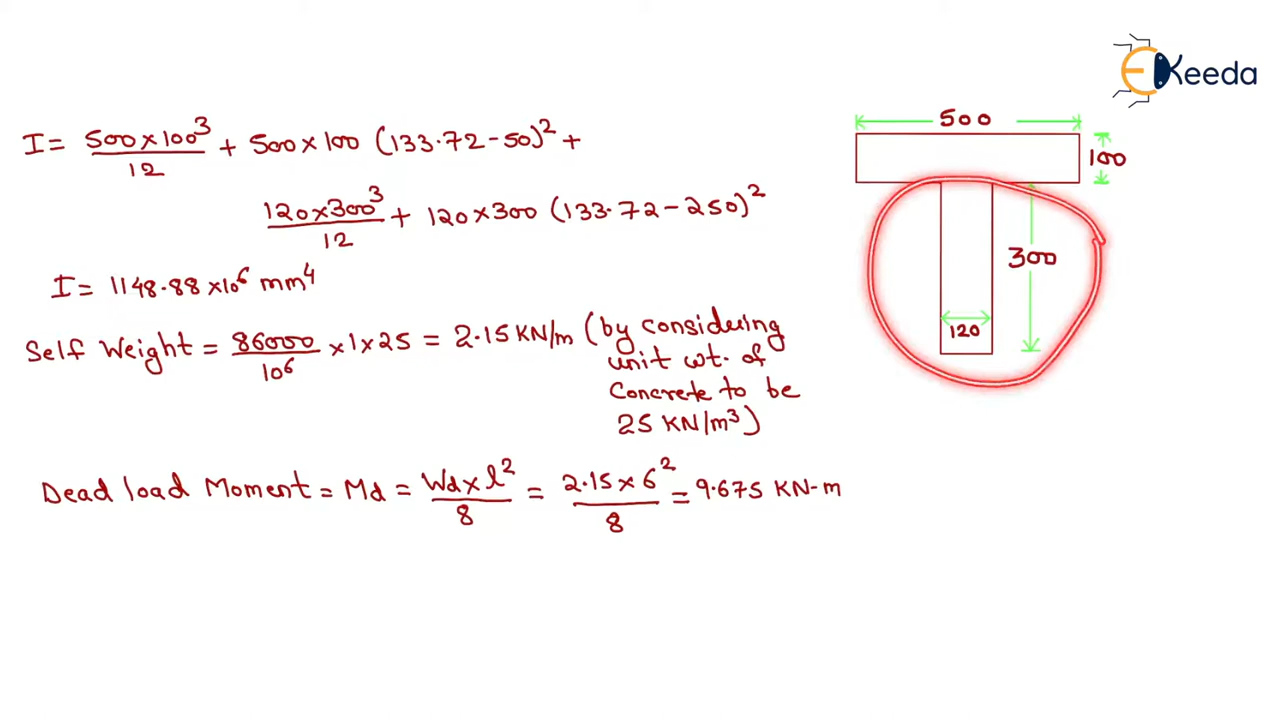 EKeeda
I = 500×100³/12 + 500×100 (133.72-50)² +
120×300³/12 + 120×300 (133.72-250)²
I = 1148.88×10⁶ mm⁴
Self Weight = 86000/10⁶ ×1×25 = 2.15 KN/m (by considering
unit wt. of
Concrete to be
25 KN/m³)
Dead load Moment = Md = Wd×l²/8 = 2.15×6²/8 = 9.675 KN-m
500
100
300
120